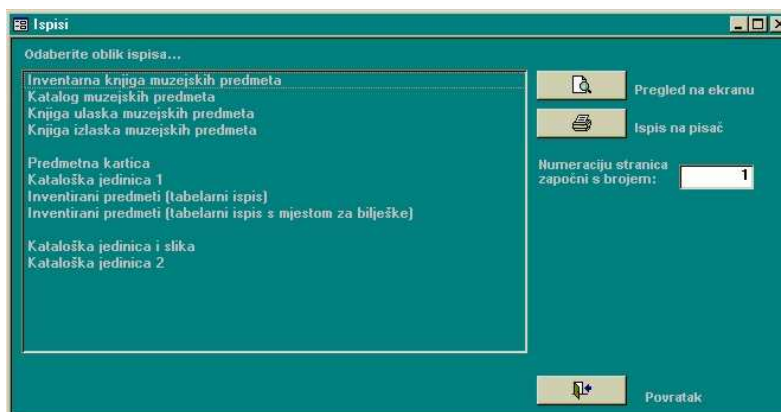 Ispisi
Odaberite oblik ispisa...
Inventarna knjiga muzejskih predmeta
Katalog muzejskih predmeta
Knjiga ulaska muzejskih predmeta
Knjiga izlaska muzejskih predmeta
Predmetna kartica
Kataloška jedinica 1
Inventirani predmeti (tabelarni ispis)
Inventirani predmeti (tabelarni ispis s mjestom za bilješke)
Kataloška jedinica i slika
Kataloška jedinica 2
Pregled na ekranu
Ispis na pisač
Numeraciju stranica
započni s brojem: 1
Povratak